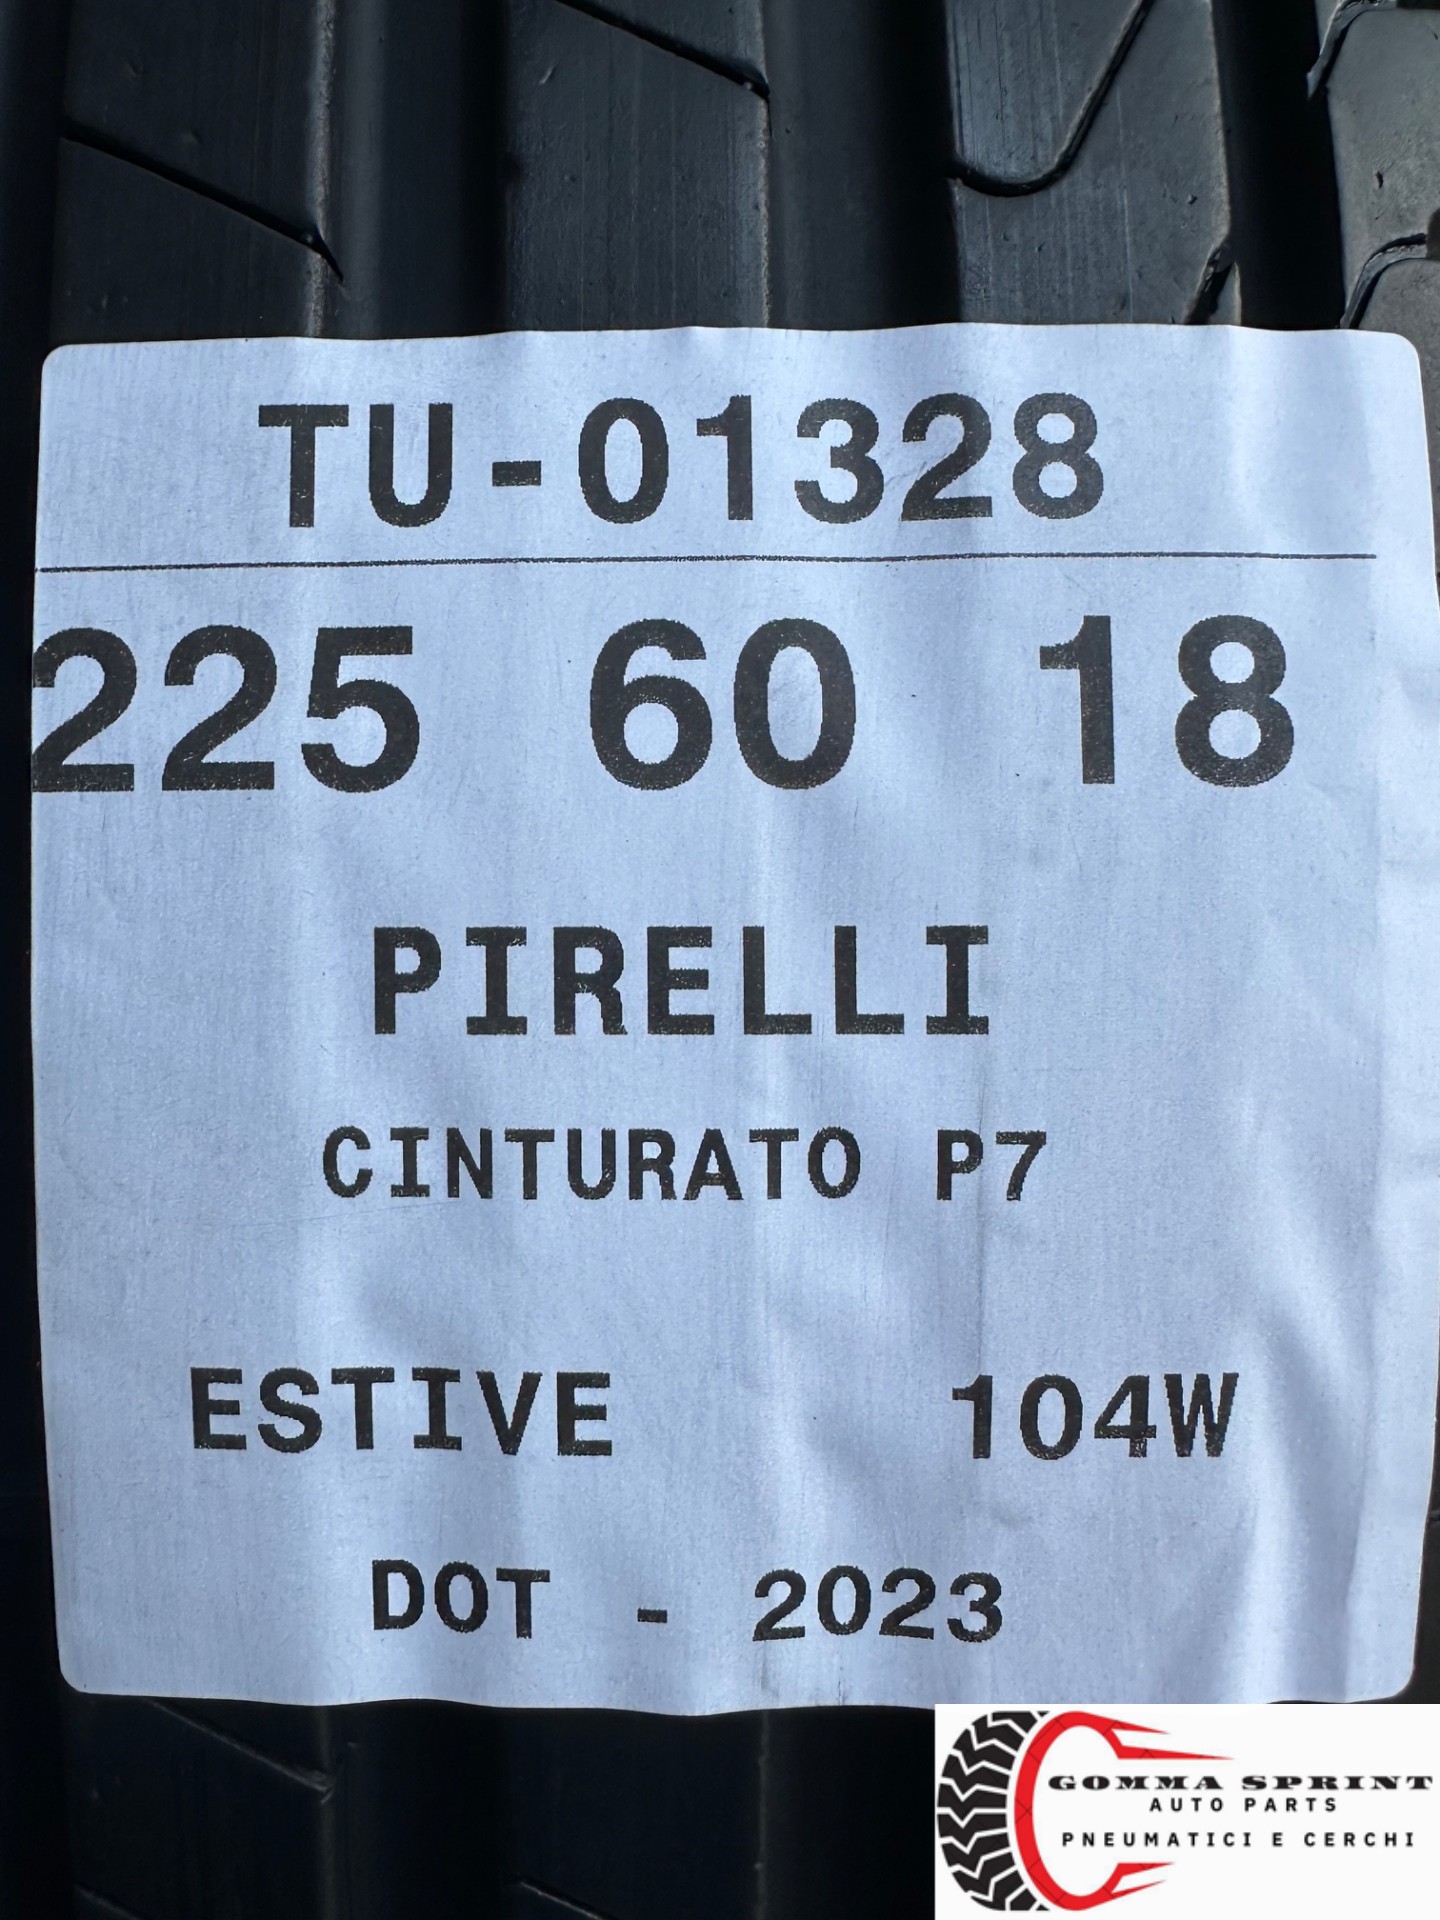 TU-01328
225 60 18
PIRELLI
CINTURATO P7
ESTIVE 104W
DOT - 2023
GOMMA SPRINT
AUTO PARTS
PNEUMATICI E CERCHI